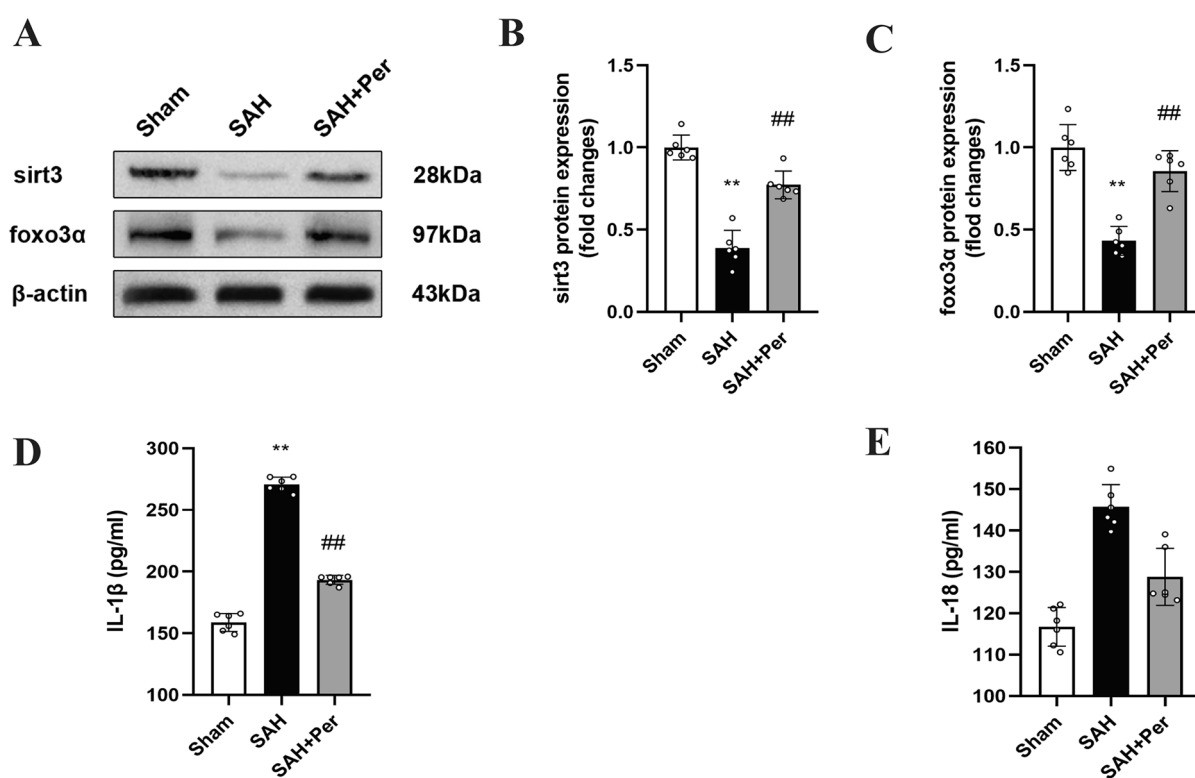 A
Sham
SAH
SAH+Per
sirt3
28kDa
foxo3α
97kDa
β-actin
43kDa
B
sirt3 protein expression
(fold changes)
1.5
1.0
0.5
0.0
**
##
Sham
SAH
SAH+Per
C
foxo3α protein expression
(flod changes)
1.5
1.0
0.5
0.0
**
##
Sham
SAH
SAH+Per
D
IL-1β (pg/ml)
300
250
200
150
100
**
##
Sham
SAH
SAH+Per
E
IL-18 (pg/ml)
160
150
140
130
120
110
100
Sham
SAH
SAH+Per